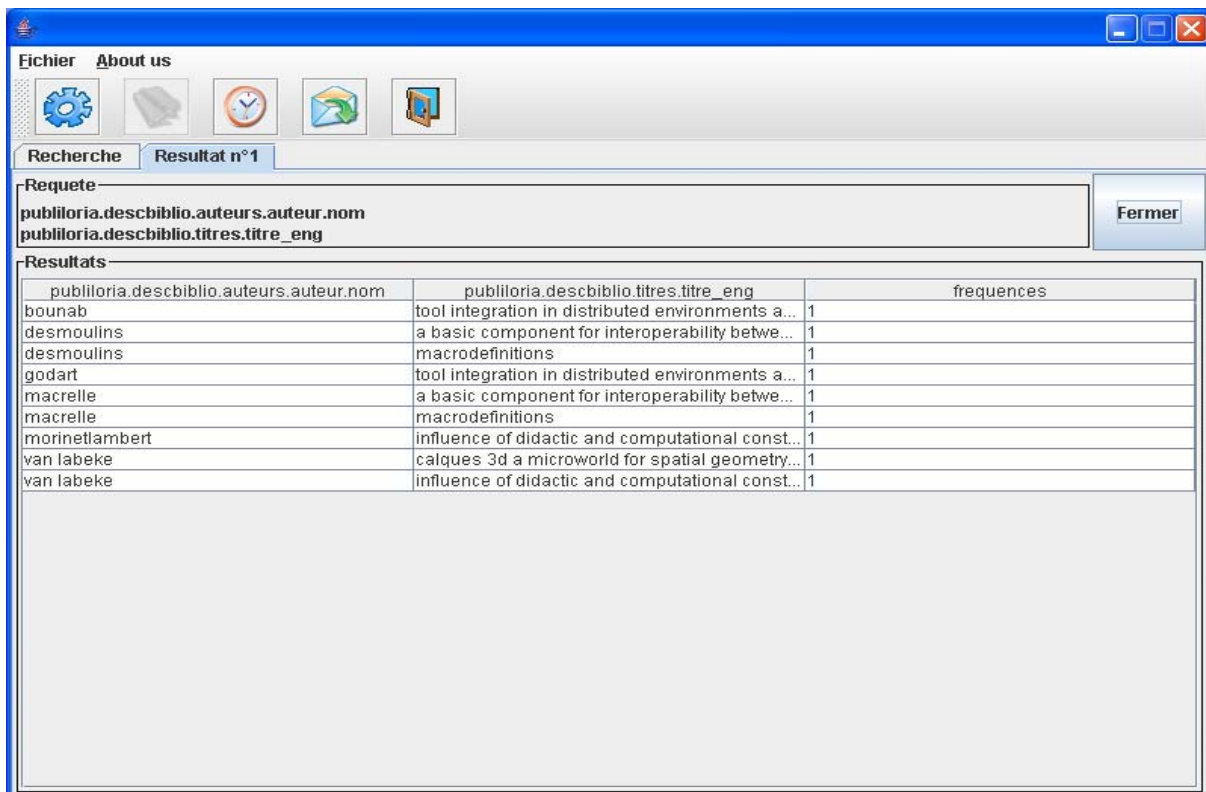 Fichier About us
Recherche Resultat n°1
Requete
publiloria.descbiblio.auteurs.auteur.nom
publiloria.descbiblio.titres.titre_eng
Fermer
Resultats
publiloria.descbiblio.auteurs.auteur.nom publiloria.descbiblio.titres.titre_eng frequences
bounab tool integration in distributed environments a... 1
desmoulins a basic component for interoperability betwe... 1
desmoulins macrodefinitions 1
godart tool integration in distributed environments a... 1
macrelle a basic component for interoperability betwe... 1
macrelle macrodefinitions 1
morinetlambert influence of didactic and computational const... 1
van labeke calques 3d a microworld for spatial geometry... 1
van labeke influence of didactic and computational const... 1